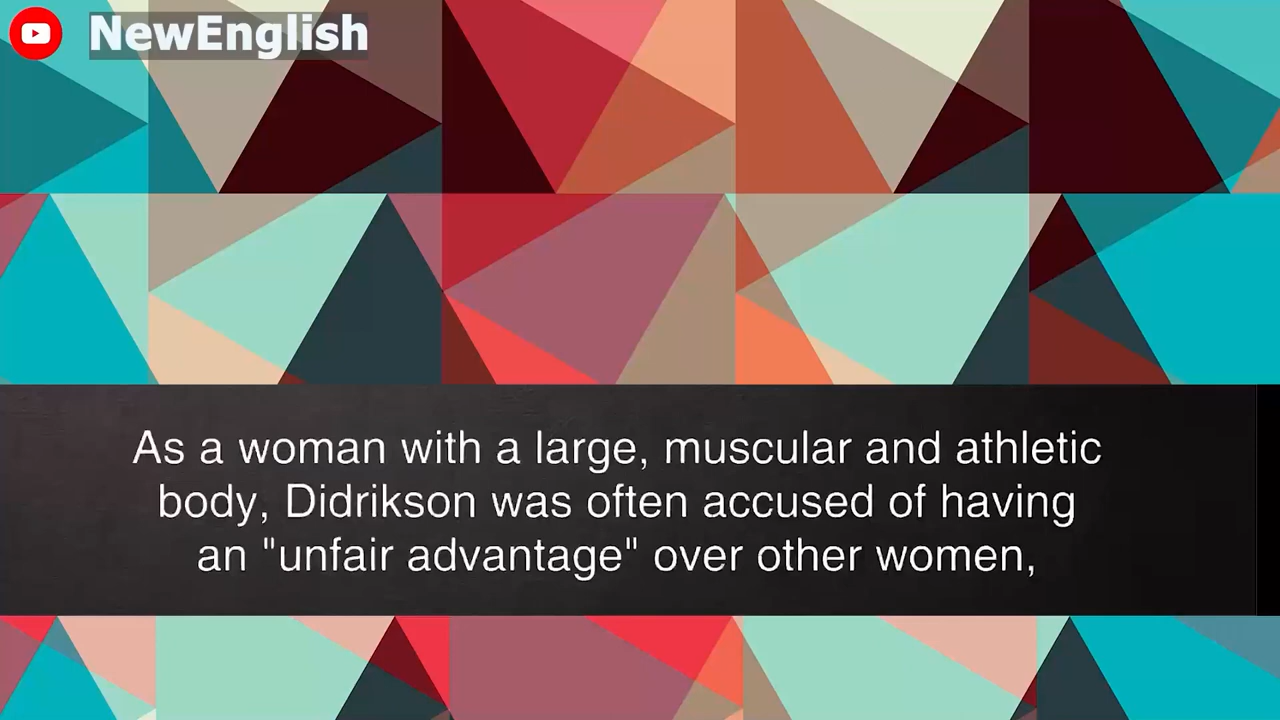 NewEnglish
As a woman with a large, muscular and athletic
body, Didrikson was often accused of having
an "unfair advantage" over other women,